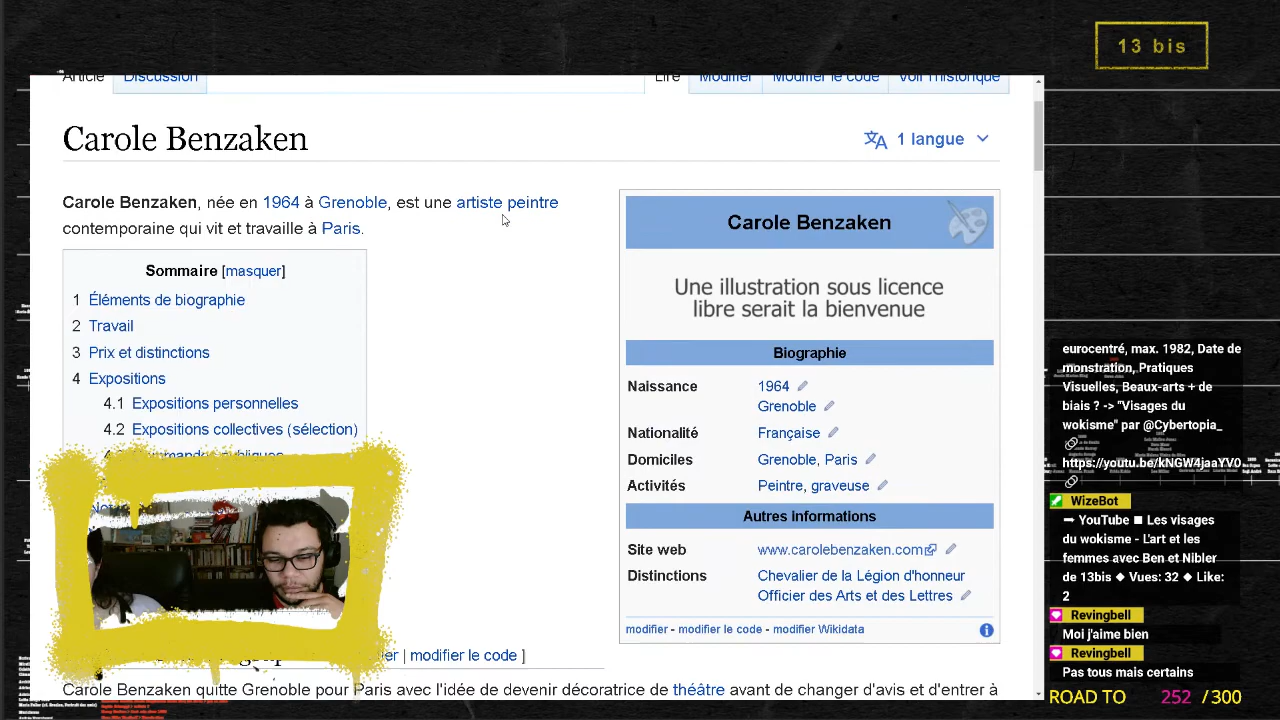 13 bis
Article Discussion Lire Modifier Modifier le code Voir l'historique
Carole Benzaken
1 langue
Carole Benzaken, née en 1964 à Grenoble, est une artiste peintre
contemporaine qui vit et travaille à Paris.
Sommaire [masquer]
1 Éléments de biographie
2 Travail
3 Prix et distinctions
4 Expositions
4.1 Expositions personnelles
4.2 Expositions collectives (sélection)
Carole Benzaken
Une illustration sous licence
libre serait la bienvenue
Biographie
Naissance 1964
Grenoble
Nationalité Française
Domiciles Grenoble, Paris
Activités Peintre, graveuse
Autres informations
Site web www.carolebenzaken.com
Distinctions Chevalier de la Légion d'honneur
Officier des Arts et des Lettres
modifier - modifier le code - modifier Wikidata
| modifier le code ]
Carole Benzaken quitte Grenoble pour Paris avec l'idée de devenir décoratrice de théâtre avant de changer d'avis et d'entrer à
eurocentré, max. 1982, Date de
monstration, Pratiques
Visuelles, Beaux-arts + de
biais ? -> "Visages du
wokisme" par @Cybertopia_
https://youtu.be/kNGW4jaaYV0
WizeBot
➡ YouTube ■ Les visages
du wokisme - L'art et les
femmes avec Ben et Nibler
de 13bis ◆ Vues: 32 ◆ Like:
2
Revingbell
Moi j'aime bien
Revingbell
Pas tous mais certains
ROAD TO 252 /300